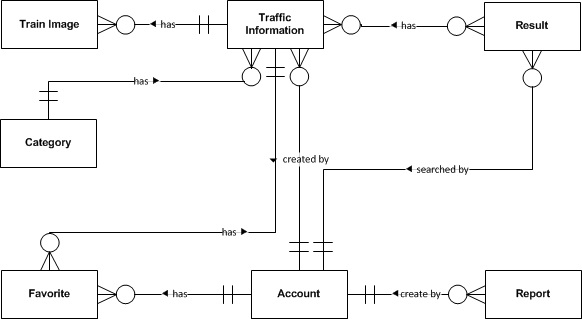 Train Image
has
Traffic
Information
has
Result
has
Category
created by
searched by
has
Favorite
has
Account
create by
Report